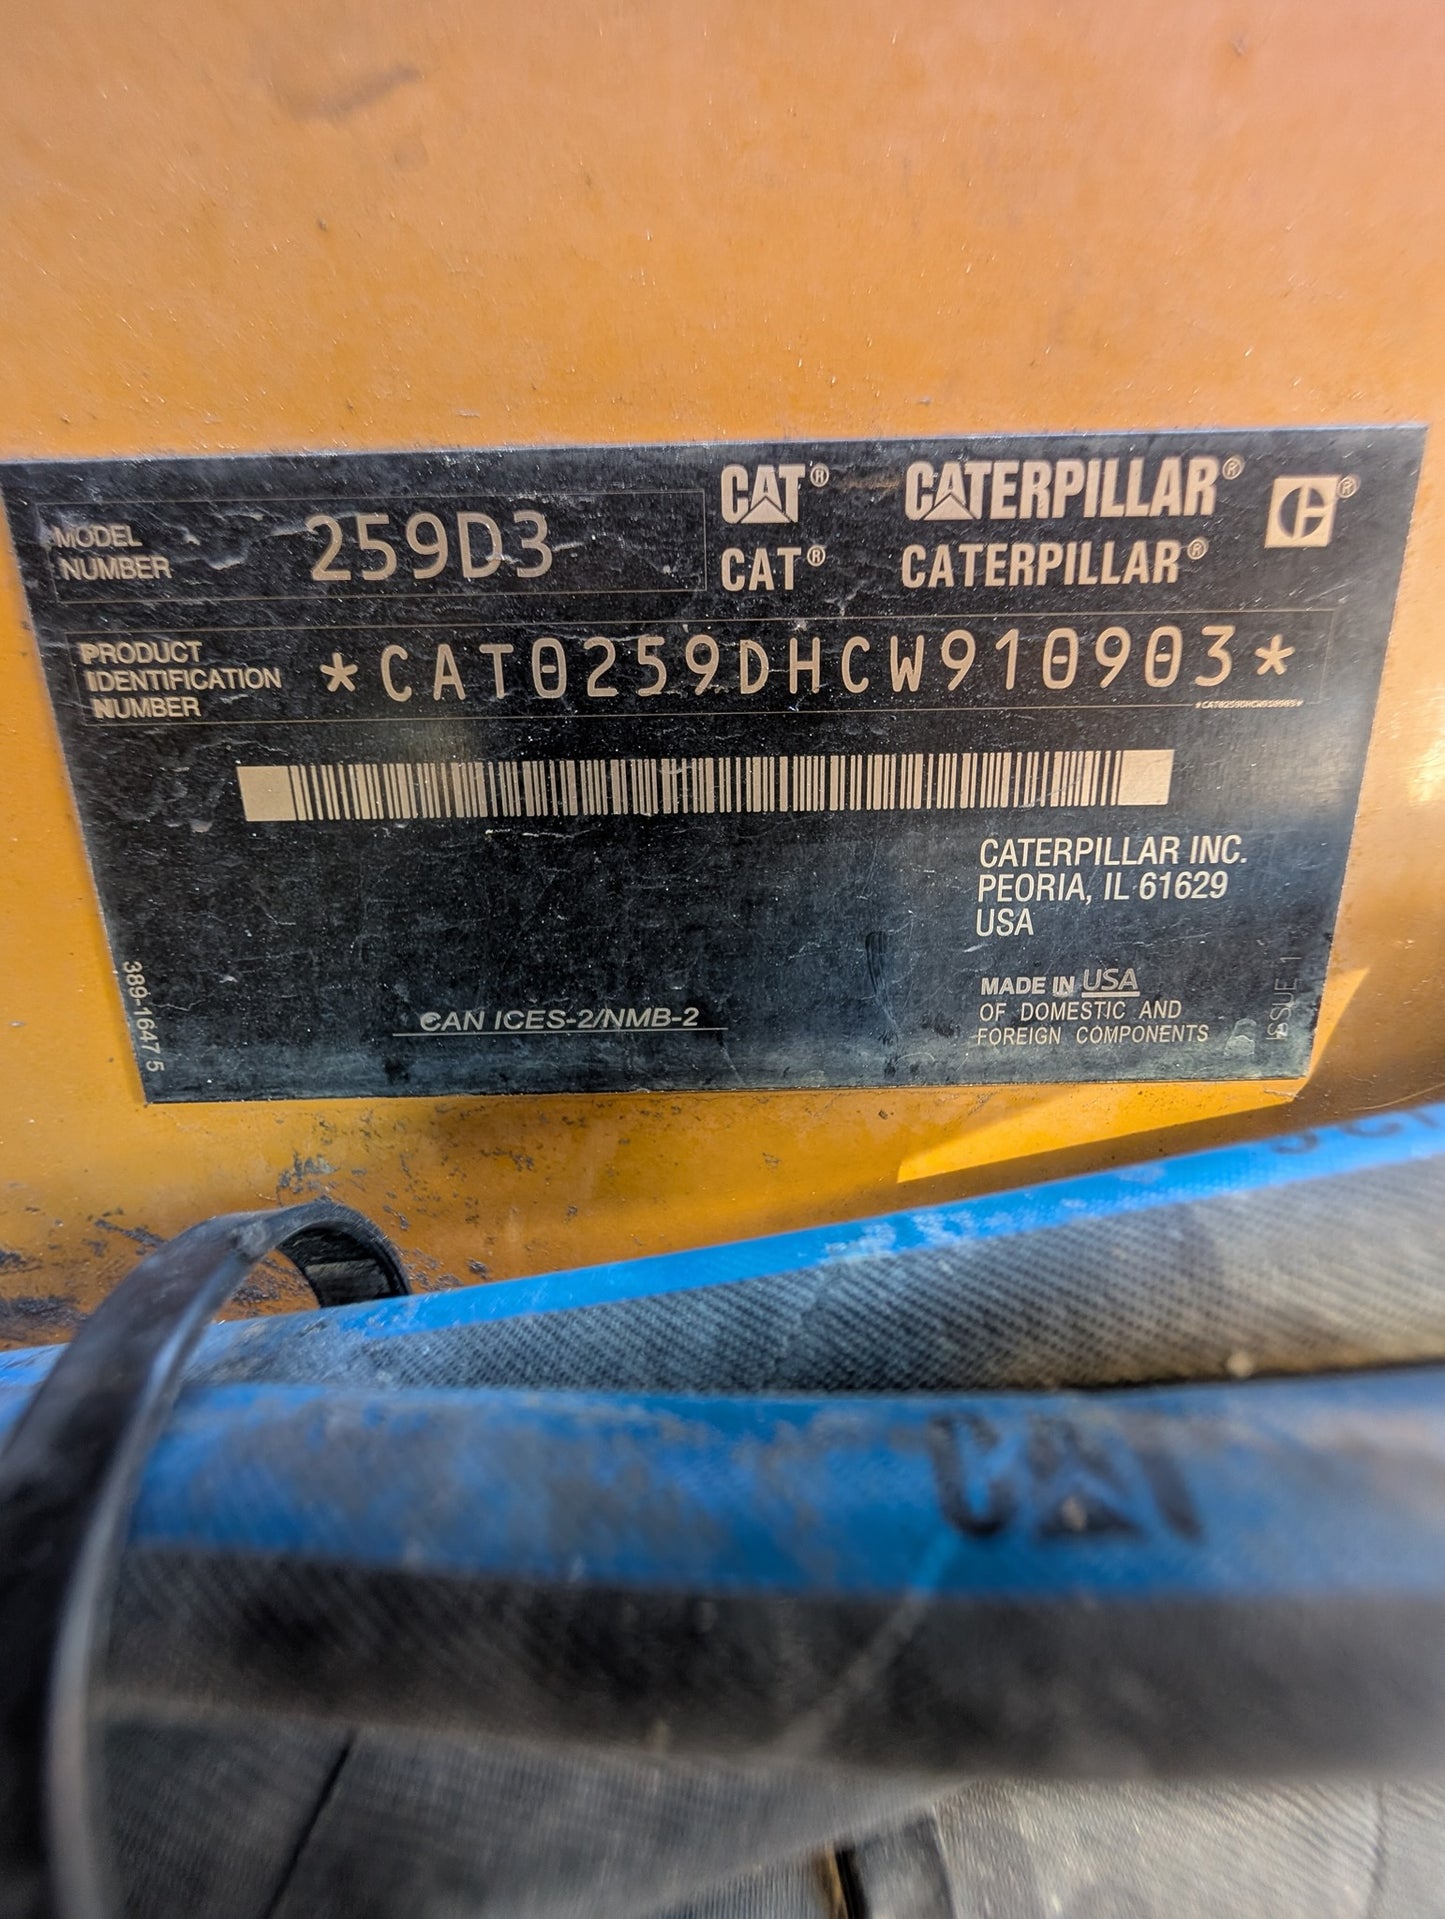 MODEL NUMBER 259D3
CAT® CATERPILLAR® C®
CAT® CATERPILLAR®
PRODUCT IDENTIFICATION NUMBER *CAT0259DHCW910903*
CATERPILLAR INC.
PEORIA, IL 61629
USA
MADE IN USA
OF DOMESTIC AND
FOREIGN COMPONENTS
CAN ICES-2/NMB-2
389-1647 5
ISSUE 1
CAT